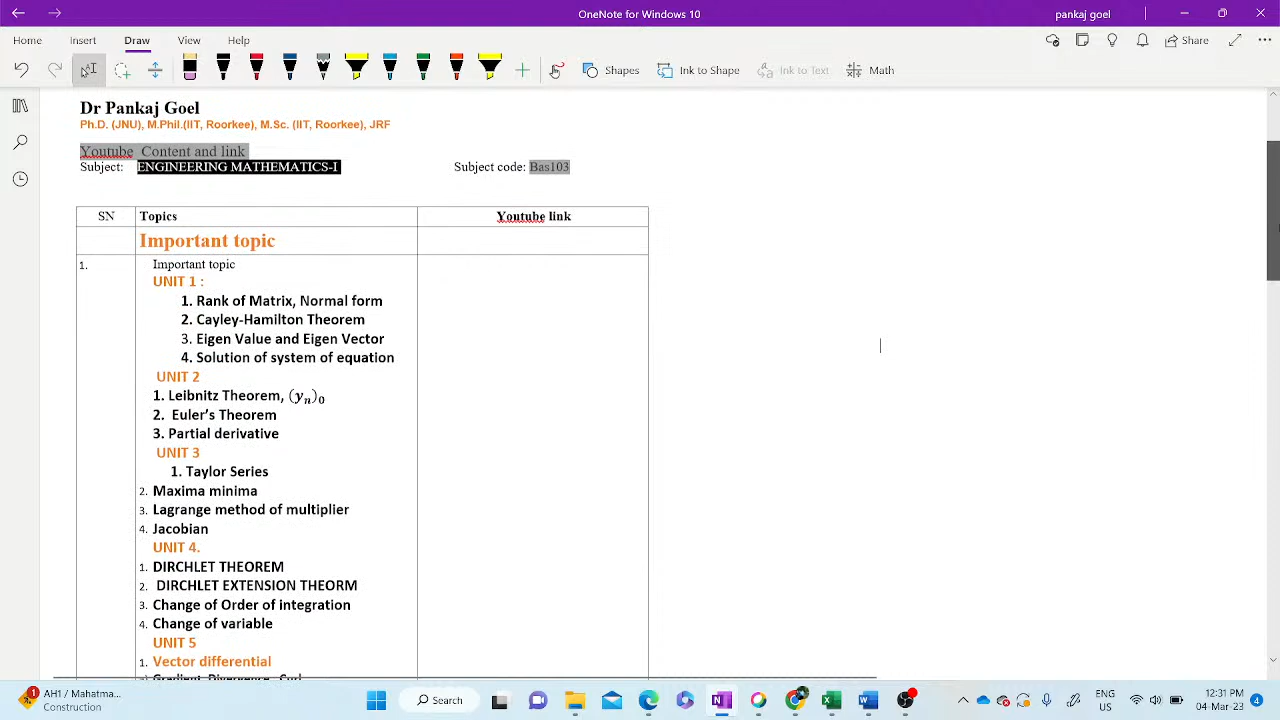 OneNote for Windows 10
pankaj goel
Home
Insert
Draw
View
Help
Share
Shapes
Ink to Shape
Ink to Text
Math
Dr Pankaj Goel
Ph.D. (JNU), M.Phil.(IIT, Roorkee), M.Sc. (IIT, Roorkee), JRF
Youtube Content and link
Subject: ENGINEERING MATHEMATICS-I Subject code: Bas103
SN Topics Youtube link
Important topic
1. Important topic
UNIT 1 :
1. Rank of Matrix, Normal form
2. Cayley-Hamilton Theorem
3. Eigen Value and Eigen Vector
4. Solution of system of equation
UNIT 2
1. Leibnitz Theorem, (yₙ)₀
2. Euler’s Theorem
3. Partial derivative
UNIT 3
1. Taylor Series
2. Maxima minima
3. Lagrange method of multiplier
4. Jacobian
UNIT 4.
1. DIRCHLET THEOREM
2. DIRCHLET EXTENSION THEORM
3. Change of Order of integration
4. Change of variable
UNIT 5
1. Vector differential
Gradient, Divergence, Curl
1
AH1 / Mahatma...
Construction
Search
ENG
US
12:31 PM
04-Mar-23
4